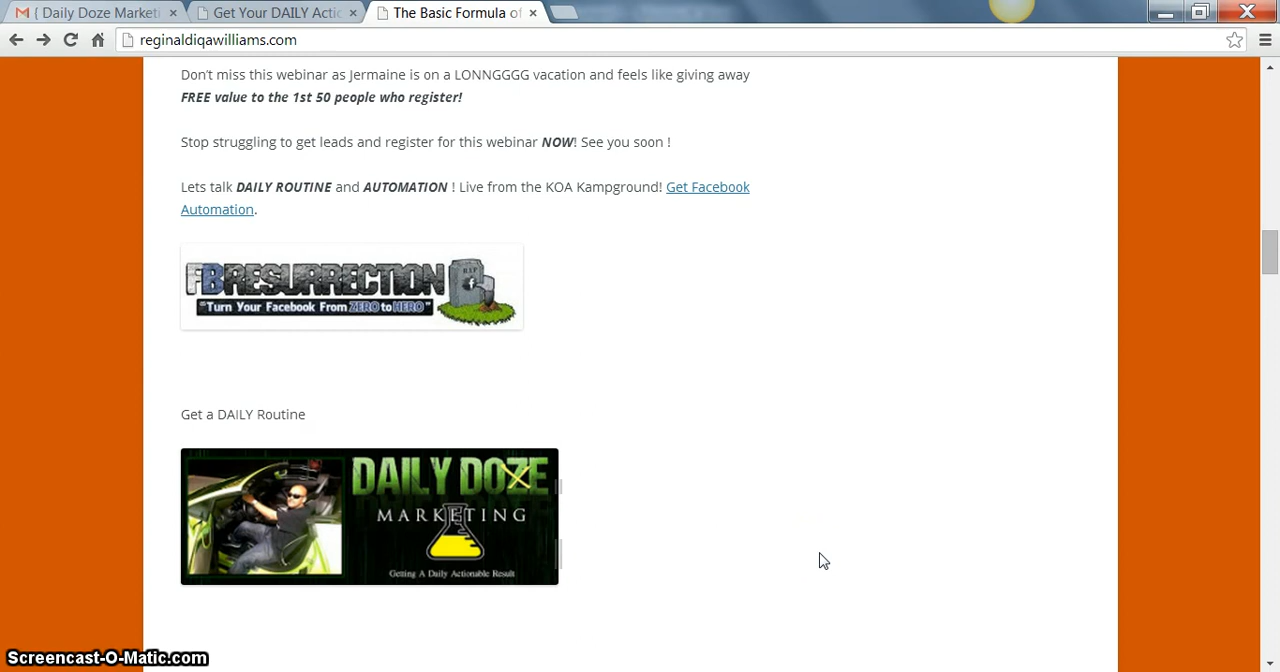 ( Daily Doze Marketi
Get Your DAILY Actic
The Basic Formula of
reginaldiqawilliams.com
Don't miss this webinar as Jermaine is on a LONNGGGG vacation and feels like giving away
FREE value to the 1st 50 people who register!
Stop struggling to get leads and register for this webinar NOW! See you soon !
Lets talk DAILY ROUTINE and AUTOMATION ! Live from the KOA Kampground! Get Facebook
Automation.
FBRESURRECTION
"Turn Your Facebook From ZERO to HERO"
R.I.P
f
Get a DAILY Routine
DAILY DOZE
MARKETING
Getting A Daily Actionable Result
Screencast-O-Matic.com